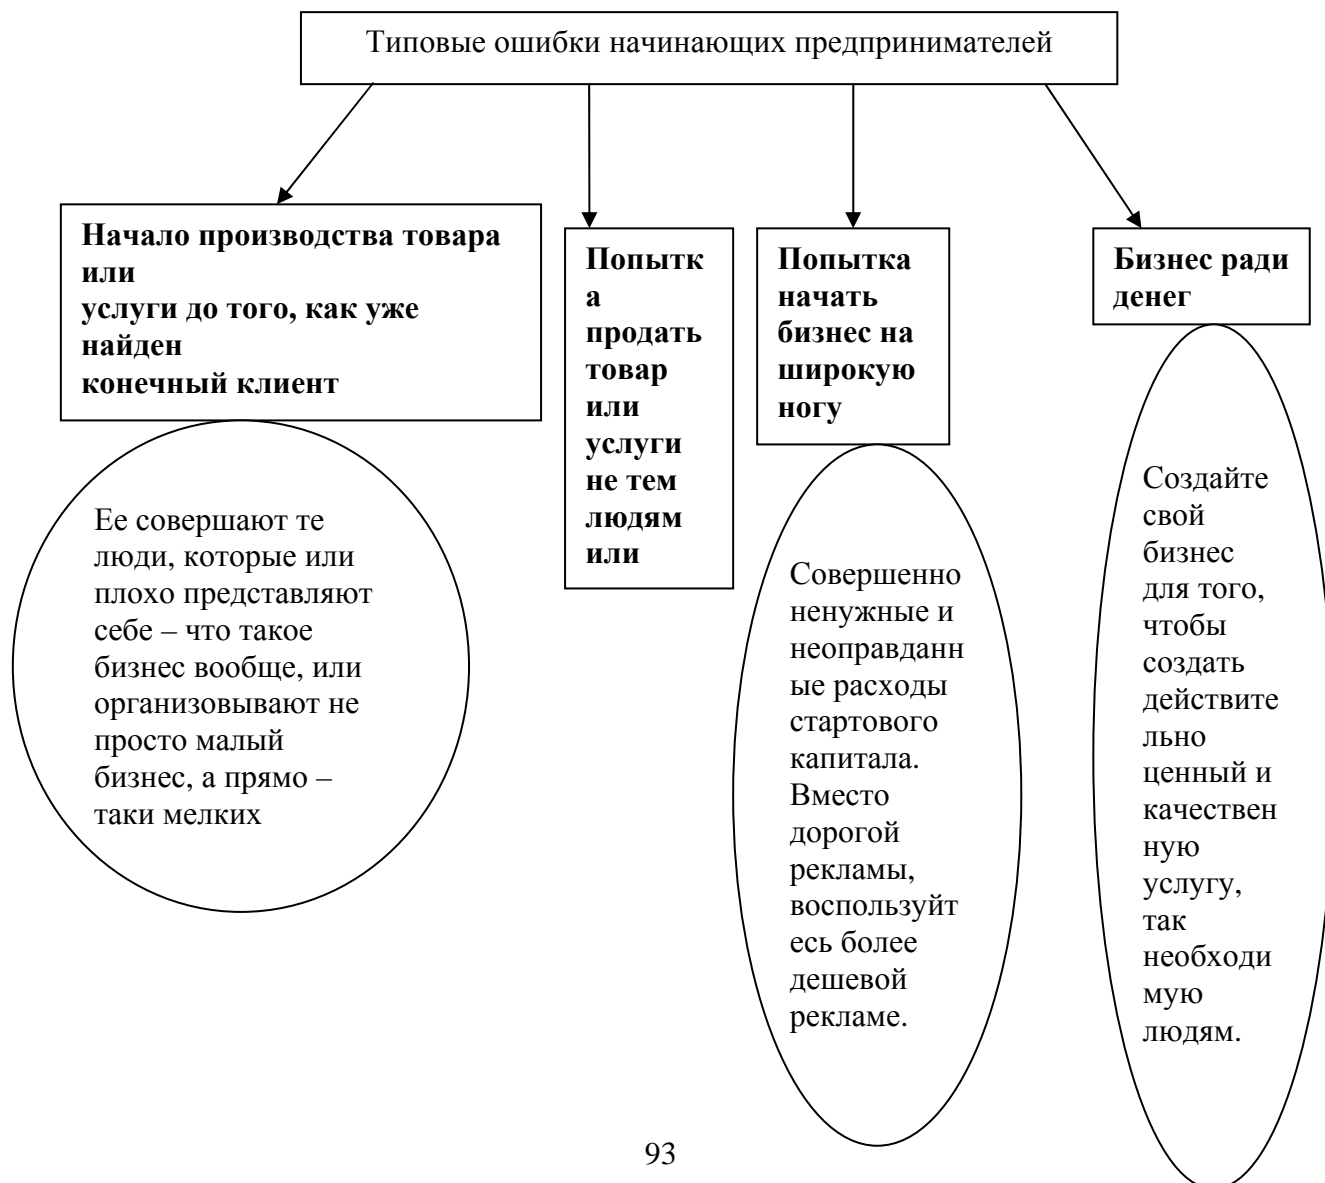 Типовые ошибки начинающих предпринимателей
Начало производства товара
или
услуги до того, как уже
найден
конечный клиент
Ее совершают те
люди, которые или
плохо представляют
себе – что такое
бизнес вообще, или
организовывают не
просто малый
бизнес, а прямо –
таки мелких
Попытк
а
продать
товар
или
услуги
не тем
людям
или
Попытка
начать
бизнес на
широкую
ногу
Совершенно
ненужные и
неоправданн
ые расходы
стартового
капитала.
Вместо
дорогой
рекламы,
воспользуйт
есь более
дешевой
рекламе.
Бизнес ради
денег
Создайте
свой
бизнес
для того,
чтобы
создать
действите
льно
ценный и
качествен
ную
услугу,
так
необходи
мую
людям.
93